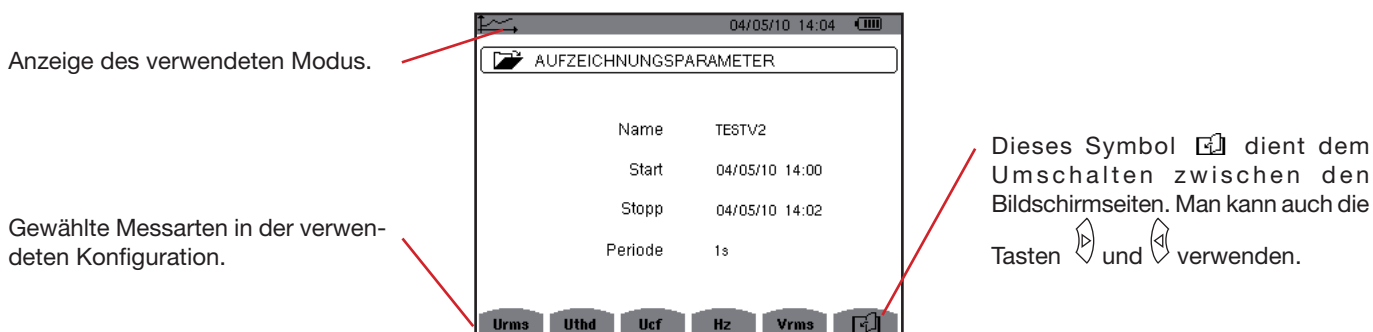 04/05/10 14:04
Anzeige des verwendeten Modus.
AUFZEICHNUNGSPARAMETER
Name TESTV2
Start 04/05/10 14:00
Stopp 04/05/10 14:02
Periode 1s
Gewählte Messarten in der verwen-
deten Konfiguration.
Urms Uthd Ucf Hz Vrms
Dieses Symbol dient dem
Umschalten zwischen den
Bildschirmseiten. Man kann auch die
Tasten und verwenden.